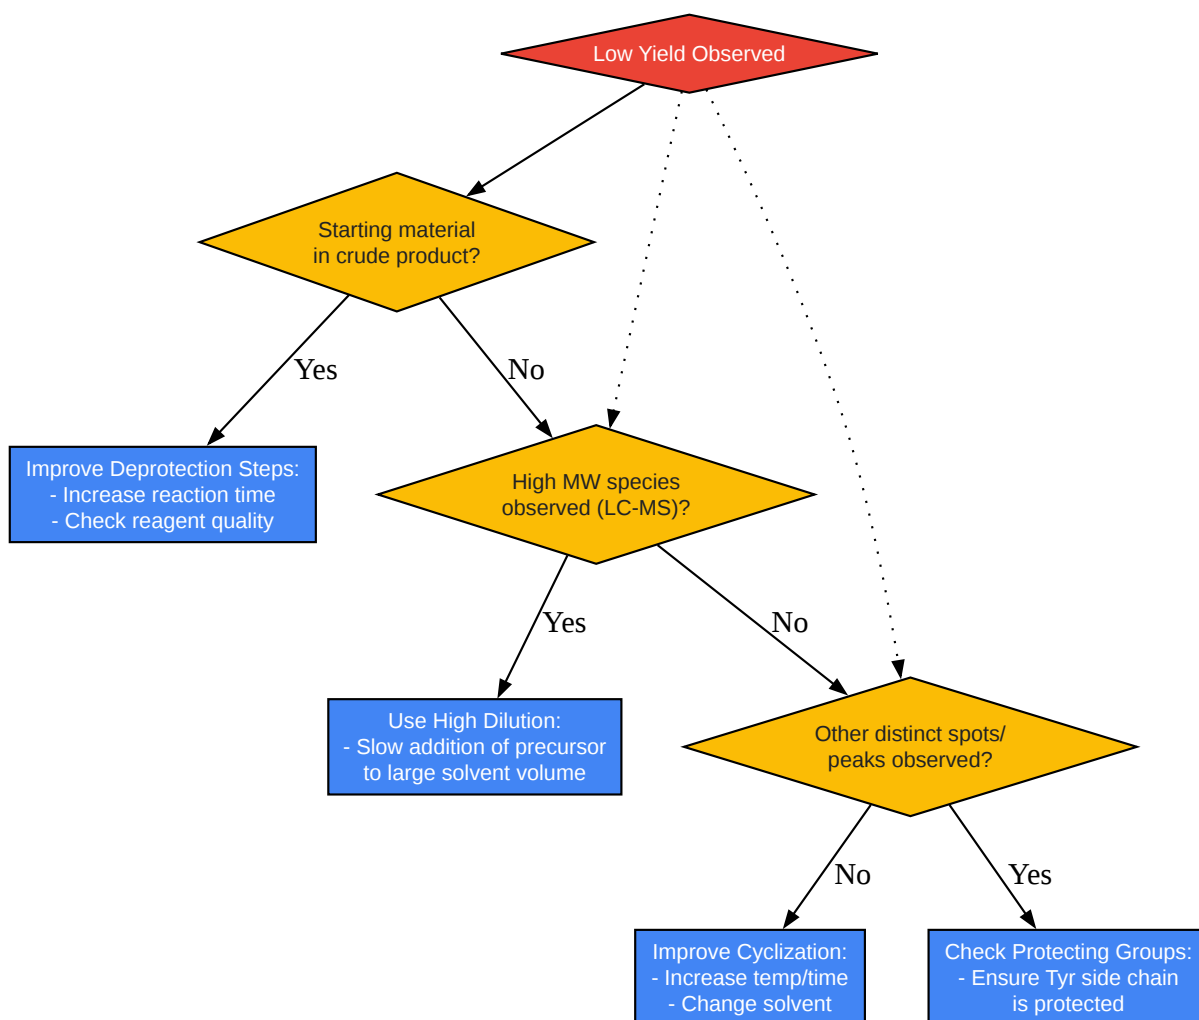 Low Yield Observed
Starting material
in crude product?
Yes
No
Improve Deprotection Steps:
- Increase reaction time
- Check reagent quality
High MW species
observed (LC-MS)?
Yes
No
Use High Dilution:
- Slow addition of precursor
to large solvent volume
Other distinct spots/
peaks observed?
No
Yes
Improve Cyclization:
- Increase temp/time
- Change solvent
Check Protecting Groups:
- Ensure Tyr side chain
is protected